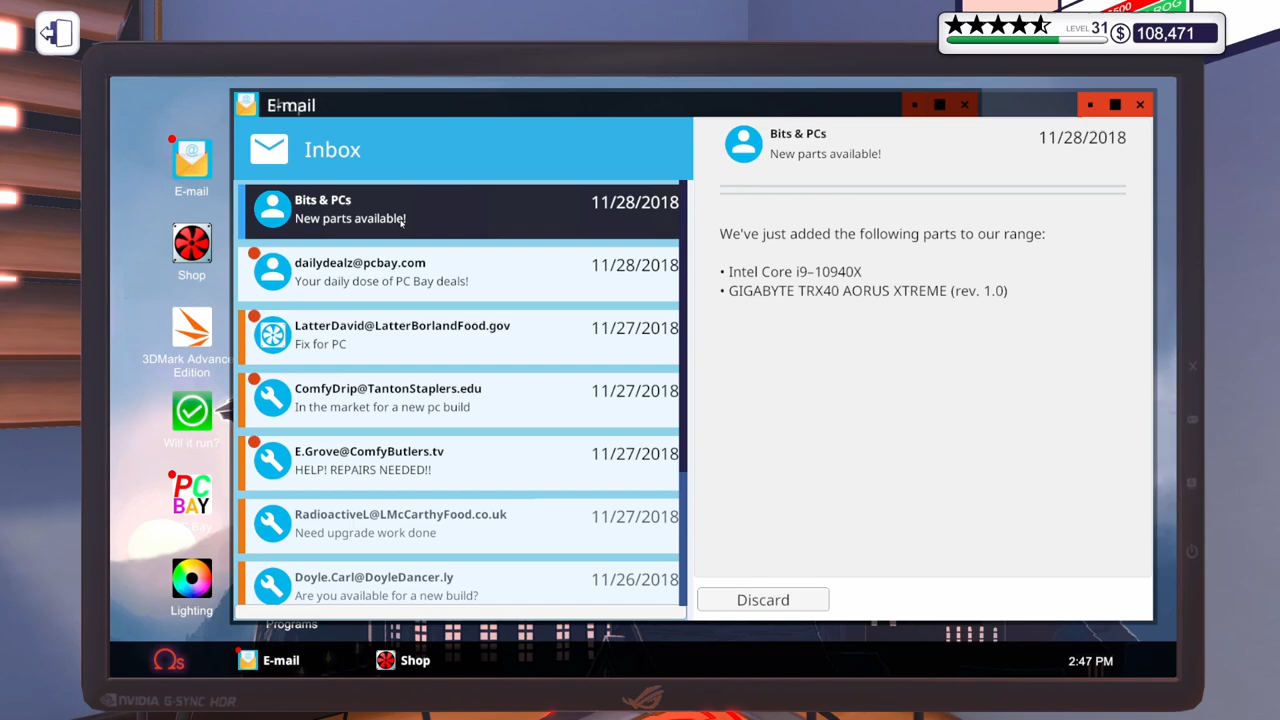 LEVEL 31
$ 108,471
E-mail
Inbox
Bits & PCs
New parts available!
11/28/2018
dailydealz@pcbay.com
Your daily dose of PC Bay deals!
11/28/2018
LatterDavid@LatterBorlandFood.gov
Fix for PC
11/27/2018
ComfyDrip@TantonStaplers.edu
In the market for a new pc build
11/27/2018
E.Grove@ComfyButlers.tv
HELP! REPAIRS NEEDED!!
11/27/2018
RadioactiveL@LMcCarthyFood.co.uk
Need upgrade work done
11/27/2018
Doyle.Carl@DoyleDancer.ly
Are you available for a new build?
11/26/2018
Bits & PCs
New parts available!
11/28/2018
We've just added the following parts to our range:
• Intel Core i9-10940X
• GIGABYTE TRX40 AORUS XTREME (rev. 1.0)
Discard
E-mail
Shop
3DMark Advance
Edition
Will it run?
PC
BAY
Bay
Lighting
Programs
E-mail
Shop
2:47 PM
NVIDIA G-SYNC HDR